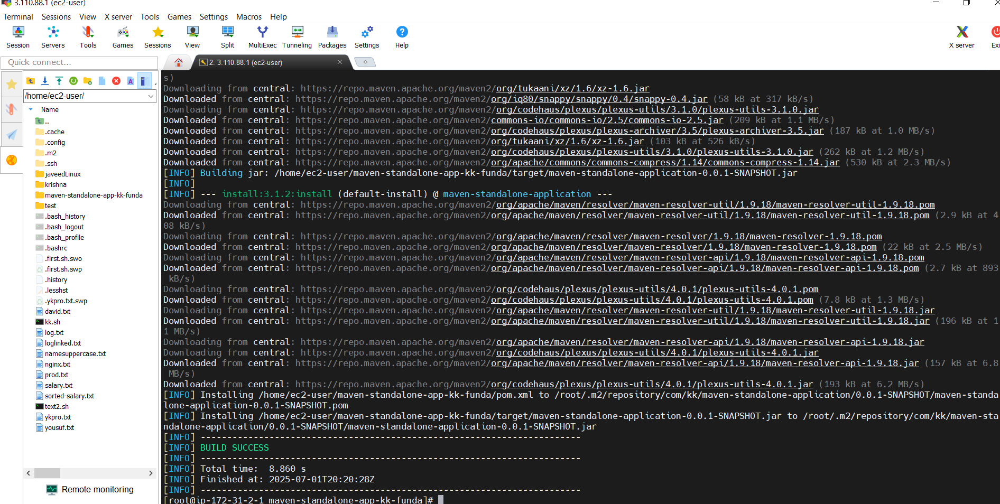 3.110.88.1 (ec2-user)
Terminal Sessions View X server Tools Games Settings Macros Help
Session Servers Tools Games Sessions View Split MultiExec Tunneling Packages Settings Help X server Exi
Quick connect...
2. 3.110.88.1 (ec2-user)
/home/ec2-user/
Name
..
.cache
.config
.m2
.ssh
javeedLinux
krishna
maven-standalone-app-kk-funda
test
.bash_history
.bash_logout
.bash_profile
.bashrc
.first.sh.swo
.first.sh.swp
.history
.lesshst
.ykpro.txt.swp
david.txt
kk.sh
log.txt
loglinked.txt
namesuppercase.txt
nginx.txt
prod.txt
salary.txt
sorted-salary.txt
text2.sh
ykpro.txt
yousuf.txt
Remote monitoring
s)
Downloading from central: https://repo.maven.apache.org/maven2/org/tukaani/xz/1.6/xz-1.6.jar
Downloaded from central: https://repo.maven.apache.org/maven2/org/iq80/snappy/snappy/0.4/snappy-0.4.jar (58 kB at 317 kB/s)
Downloading from central: https://repo.maven.apache.org/maven2/org/codehaus/plexus/plexus-utils/3.1.0/plexus-utils-3.1.0.jar
Downloaded from central: https://repo.maven.apache.org/maven2/commons-io/commons-io/2.5/commons-io-2.5.jar (209 kB at 1.1 MB/s)
Downloaded from central: https://repo.maven.apache.org/maven2/org/codehaus/plexus/plexus-archiver/3.5/plexus-archiver-3.5.jar (187 kB at 1.0 MB/s)
Downloaded from central: https://repo.maven.apache.org/maven2/org/tukaani/xz/1.6/xz-1.6.jar (103 kB at 526 kB/s)
Downloaded from central: https://repo.maven.apache.org/maven2/org/codehaus/plexus/plexus-utils/3.1.0/plexus-utils-3.1.0.jar (262 kB at 1.2 MB/s)
Downloaded from central: https://repo.maven.apache.org/maven2/org/apache/commons/commons-compress/1.14/commons-compress-1.14.jar (530 kB at 2.3 MB/s)
[INFO] Building jar: /home/ec2-user/maven-standalone-app-kk-funda/target/maven-standalone-application-0.0.1-SNAPSHOT.jar
[INFO]
[INFO] --- install:3.1.2:install (default-install) @ maven-standalone-application ---
Downloading from central: https://repo.maven.apache.org/maven2/org/apache/maven/resolver/maven-resolver-util/1.9.18/maven-resolver-util-1.9.18.pom
Downloaded from central: https://repo.maven.apache.org/maven2/org/apache/maven/resolver/maven-resolver-util/1.9.18/maven-resolver-util-1.9.18.pom (2.9 kB at 4
08 kB/s)
Downloading from central: https://repo.maven.apache.org/maven2/org/apache/maven/resolver/maven-resolver/1.9.18/maven-resolver-1.9.18.pom
Downloaded from central: https://repo.maven.apache.org/maven2/org/apache/maven/resolver/maven-resolver/1.9.18/maven-resolver-1.9.18.pom (22 kB at 2.5 MB/s)
Downloading from central: https://repo.maven.apache.org/maven2/org/apache/maven/resolver/maven-resolver-api/1.9.18/maven-resolver-api-1.9.18.pom
Downloaded from central: https://repo.maven.apache.org/maven2/org/apache/maven/resolver/maven-resolver-api/1.9.18/maven-resolver-api-1.9.18.pom (2.7 kB at 893
kB/s)
Downloading from central: https://repo.maven.apache.org/maven2/org/codehaus/plexus/plexus-utils/4.0.1/plexus-utils-4.0.1.pom
Downloaded from central: https://repo.maven.apache.org/maven2/org/codehaus/plexus/plexus-utils/4.0.1/plexus-utils-4.0.1.pom (7.8 kB at 1.3 MB/s)
Downloading from central: https://repo.maven.apache.org/maven2/org/apache/maven/resolver/maven-resolver-util/1.9.18/maven-resolver-util-1.9.18.jar
Downloaded from central: https://repo.maven.apache.org/maven2/org/apache/maven/resolver/maven-resolver-util/1.9.18/maven-resolver-util-1.9.18.jar (196 kB at 1
1 MB/s)
Downloading from central: https://repo.maven.apache.org/maven2/org/apache/maven/resolver/maven-resolver-api/1.9.18/maven-resolver-api-1.9.18.jar
Downloading from central: https://repo.maven.apache.org/maven2/org/codehaus/plexus/plexus-utils/4.0.1/plexus-utils-4.0.1.jar
Downloaded from central: https://repo.maven.apache.org/maven2/org/apache/maven/resolver/maven-resolver-api/1.9.18/maven-resolver-api-1.9.18.jar (157 kB at 6.8
MB/s)
Downloaded from central: https://repo.maven.apache.org/maven2/org/codehaus/plexus/plexus-utils/4.0.1/plexus-utils-4.0.1.jar (193 kB at 6.2 MB/s)
[INFO] Installing /home/ec2-user/maven-standalone-app-kk-funda/pom.xml to /root/.m2/repository/com/kk/maven-standalone-application/0.0.1-SNAPSHOT/maven-standa
lone-application-0.0.1-SNAPSHOT.pom
[INFO] Installing /home/ec2-user/maven-standalone-app-kk-funda/target/maven-standalone-application-0.0.1-SNAPSHOT.jar to /root/.m2/repository/com/kk/maven-sta
ndalone-application/0.0.1-SNAPSHOT/maven-standalone-application-0.0.1-SNAPSHOT.jar
[INFO] ------------------------------------------------------------------------
[INFO] BUILD SUCCESS
[INFO] ------------------------------------------------------------------------
[INFO] Total time:  8.860 s
[INFO] Finished at: 2025-07-01T20:20:28Z
[INFO] ------------------------------------------------------------------------
[root@ip-172-31-2-1 maven-standalone-app-kk-funda]#